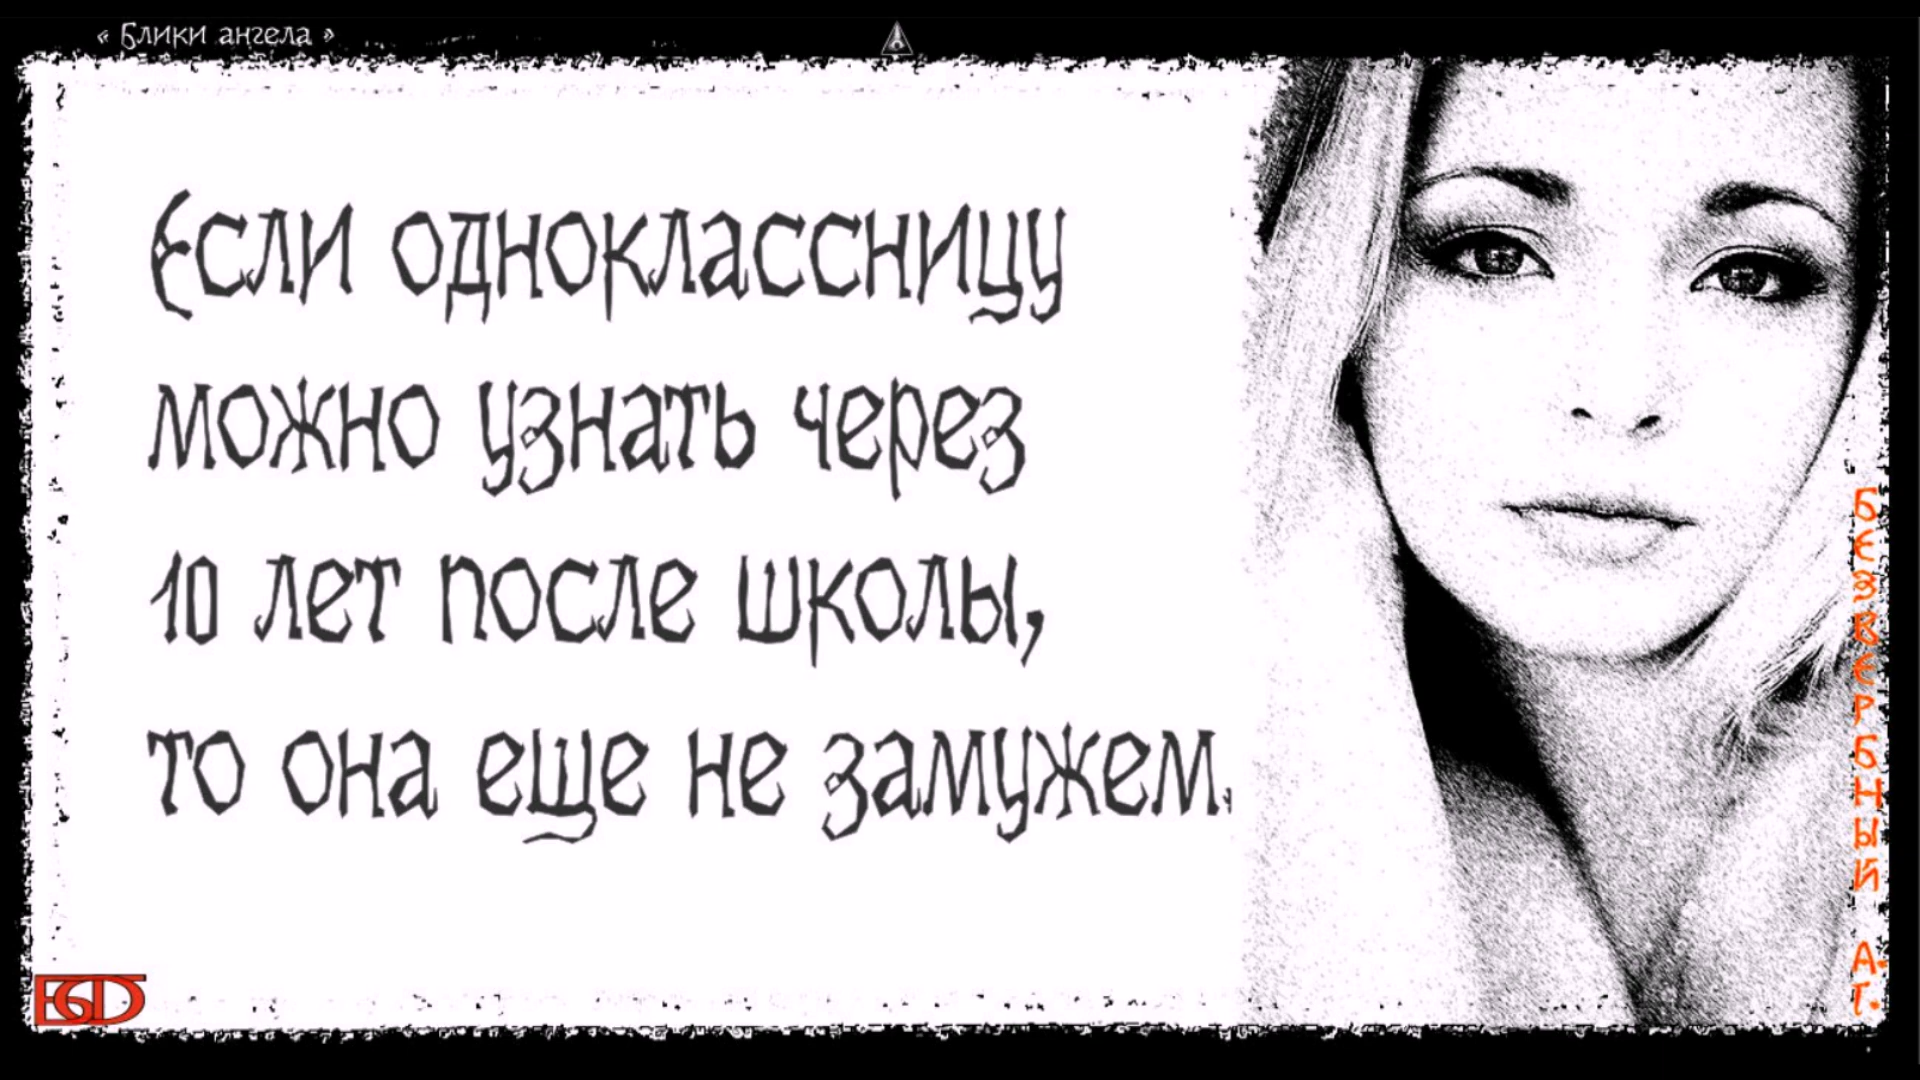 « Блики ангела »
Если одноклассницу
можно узнать через
10 лет после школы,
то она еще не замужем.
БЕЗВЕРБНЫЙ А.Г.